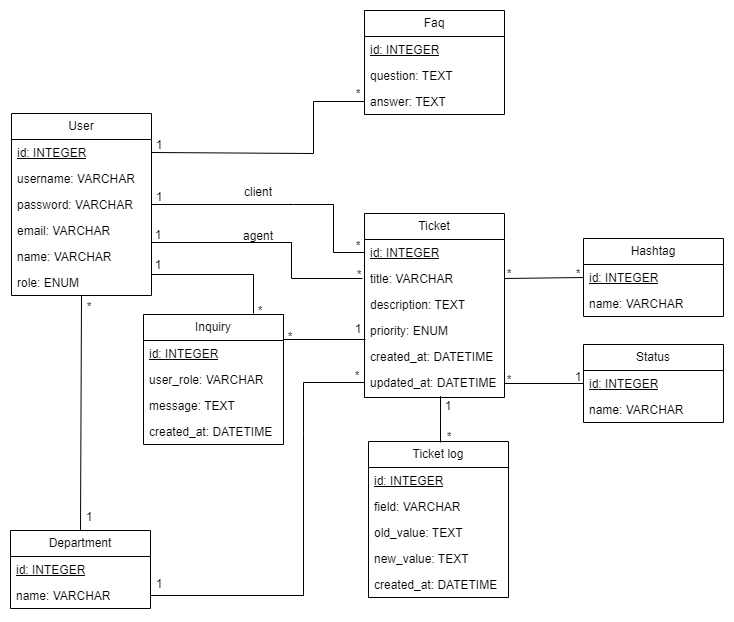 Faq
id: INTEGER
question: TEXT
answer: TEXT
*
User
id: INTEGER
username: VARCHAR
password: VARCHAR
email: VARCHAR
name: VARCHAR
role: ENUM
1
1
client
*
1
agent
*
1
*
Ticket
id: INTEGER
title: VARCHAR
description: TEXT
priority: ENUM
created_at: DATETIME
updated_at: DATETIME
*
*
Hashtag
id: INTEGER
name: VARCHAR
*
Inquiry
id: INTEGER
user_role: VARCHAR
message: TEXT
created_at: DATETIME
*
1
Status
id: INTEGER
name: VARCHAR
*
*
1
1
*
Ticket log
id: INTEGER
field: VARCHAR
old_value: TEXT
new_value: TEXT
created_at: DATETIME
1
Department
id: INTEGER
name: VARCHAR
1